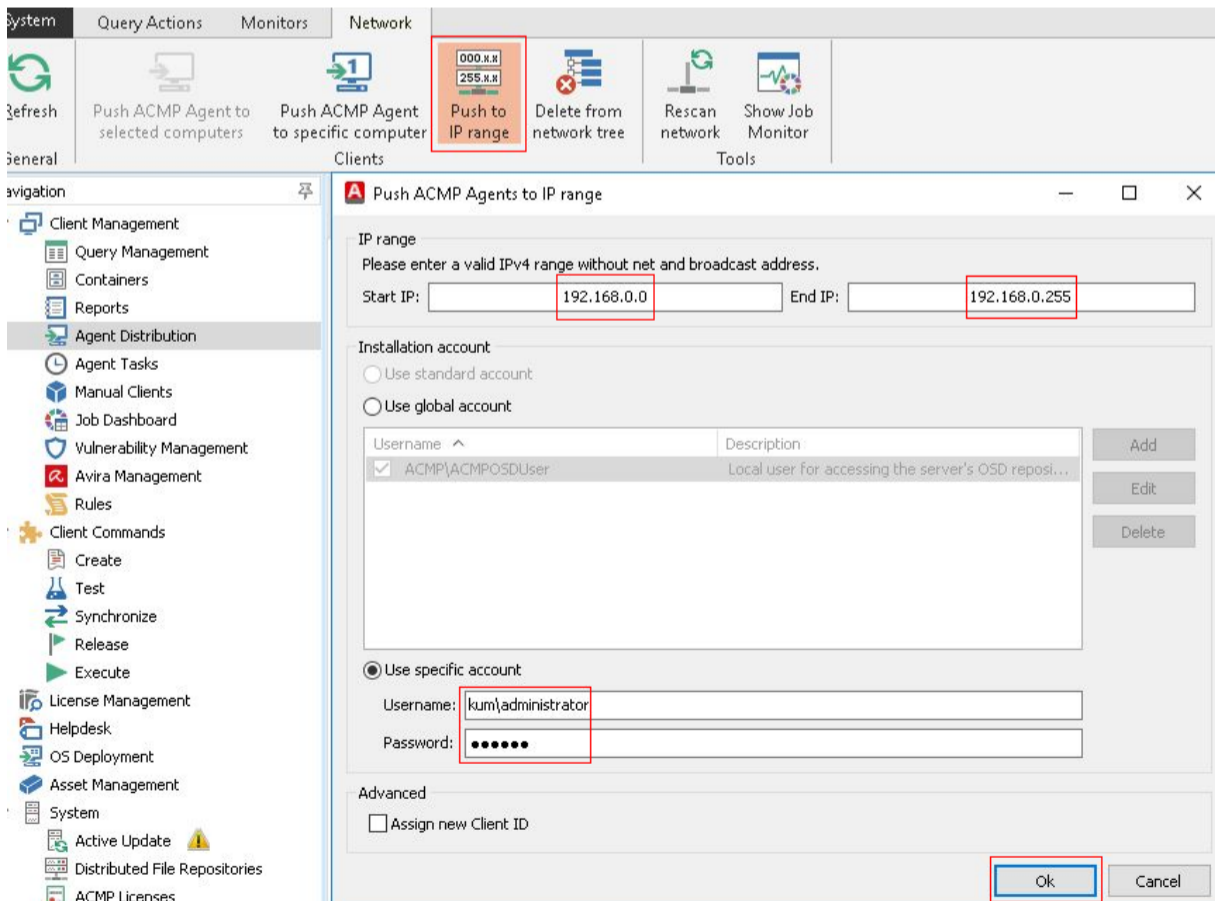 System Query Actions Monitors Network
000.x.x
255.x.x
1
Refresh Push ACMP Agent to selected computers Push ACMP Agent to specific computer Push to IP range Delete from network tree Rescan network Show Job Monitor
General Clients Tools
avigation
Client Management
Query Management
Containers
Reports
Agent Distribution
Agent Tasks
Manual Clients
Job Dashboard
Vulnerability Management
Avira Management
Rules
Client Commands
Create
Test
Synchronize
Release
Execute
License Management
Helpdesk
OS Deployment
Asset Management
System
Active Update
Distributed File Repositories
ACMP Licenses
A Push ACMP Agents to IP range
IP range
Please enter a valid IPv4 range without net and broadcast address.
Start IP: 192.168.0.0 End IP: 192.168.0.255
Installation account
Use standard account
Use global account
Username Description
ACMP\ACMPOSDUser Local user for accessing the server's OSD reposi...
Add
Edit
Delete
Use specific account
Username: kum\administrator
Password: ●●●●●●
Advanced
Assign new Client ID
Ok Cancel